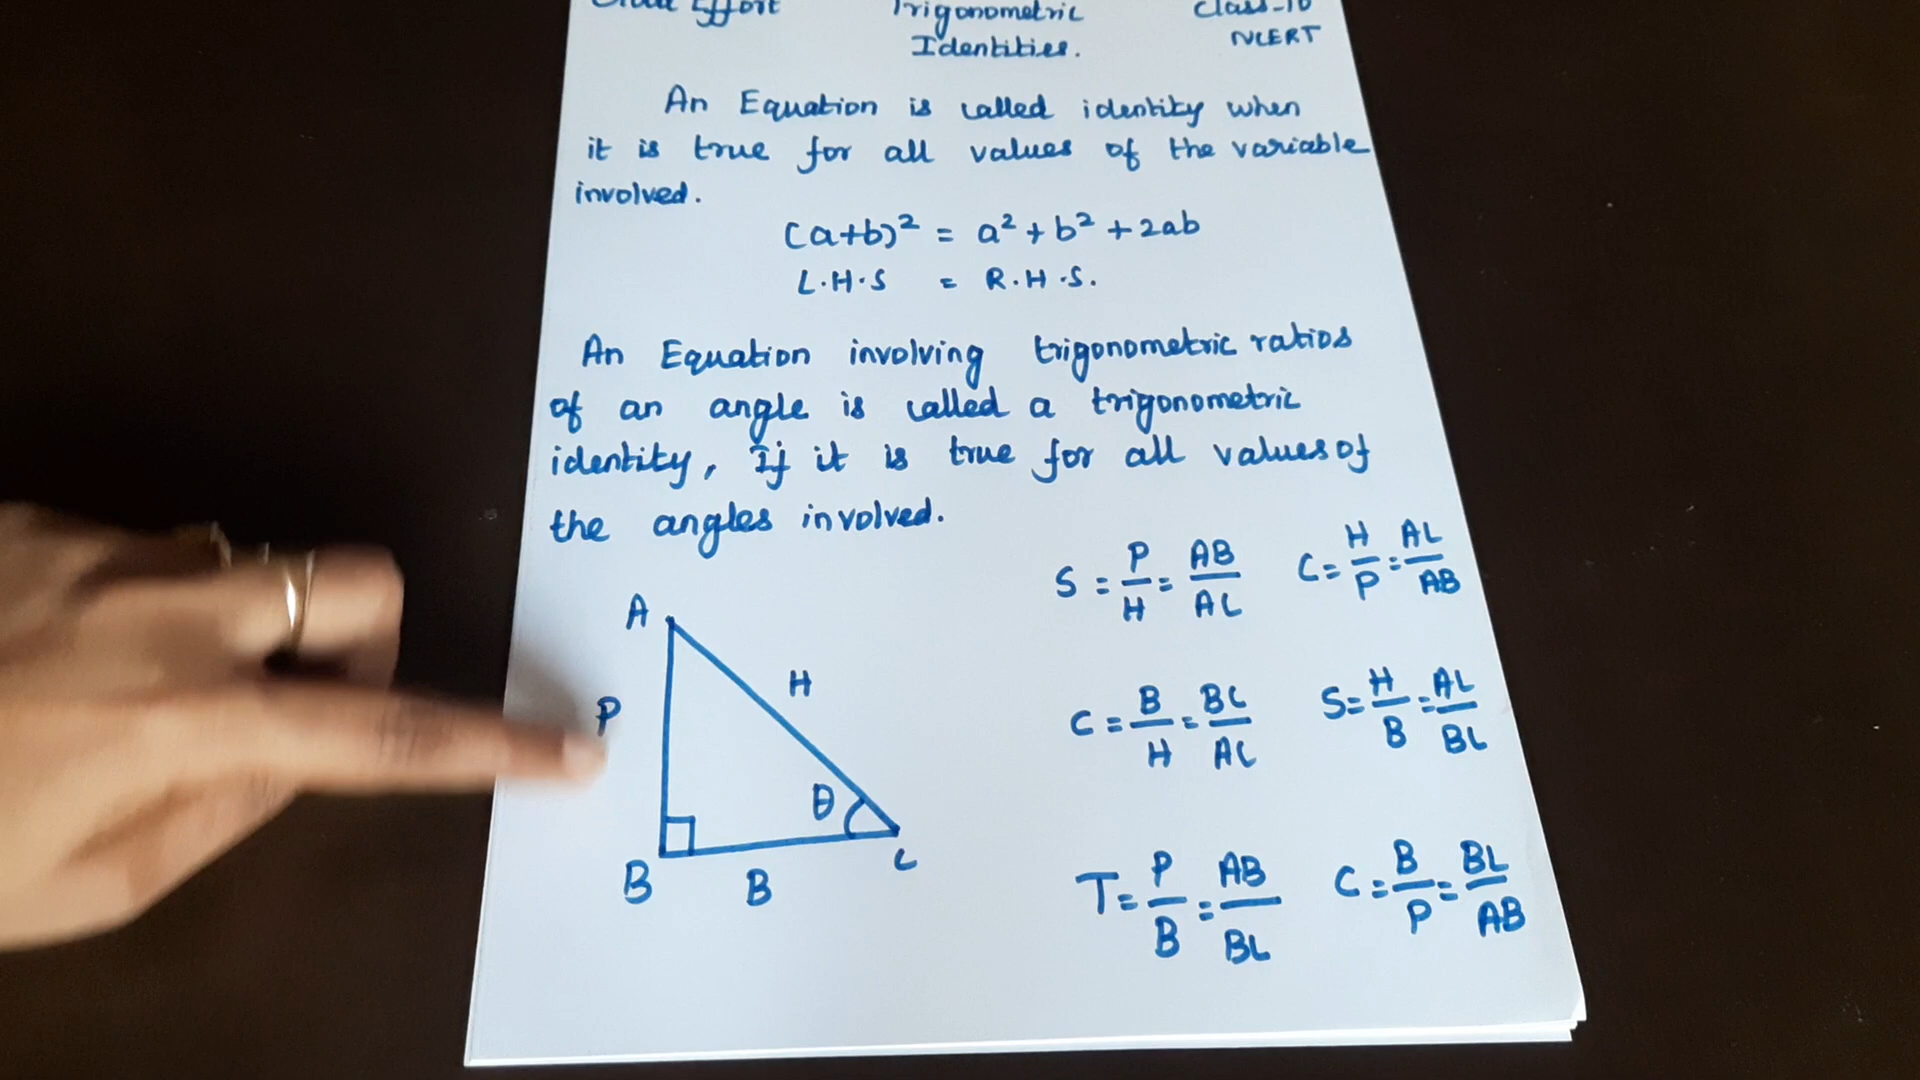 Effort Trigonometric Class-10
Identities. NCERT
An Equation is called identity when
it is true for all values of the variable
involved.
(a+b)² = a² + b² + 2ab
L.H.S = R.H.S.
An Equation involving trigonometric ratios
of an angle is called a trigonometric
identity, If it is true for all values of
the angles involved.
S = P/H = AB/AC C = H/P = AC/AB
A
H
P
C = B/H = BC/AC S = H/B = AC/BC
θ
B B C
T = P/B = AB/BC C = B/P = BC/AB